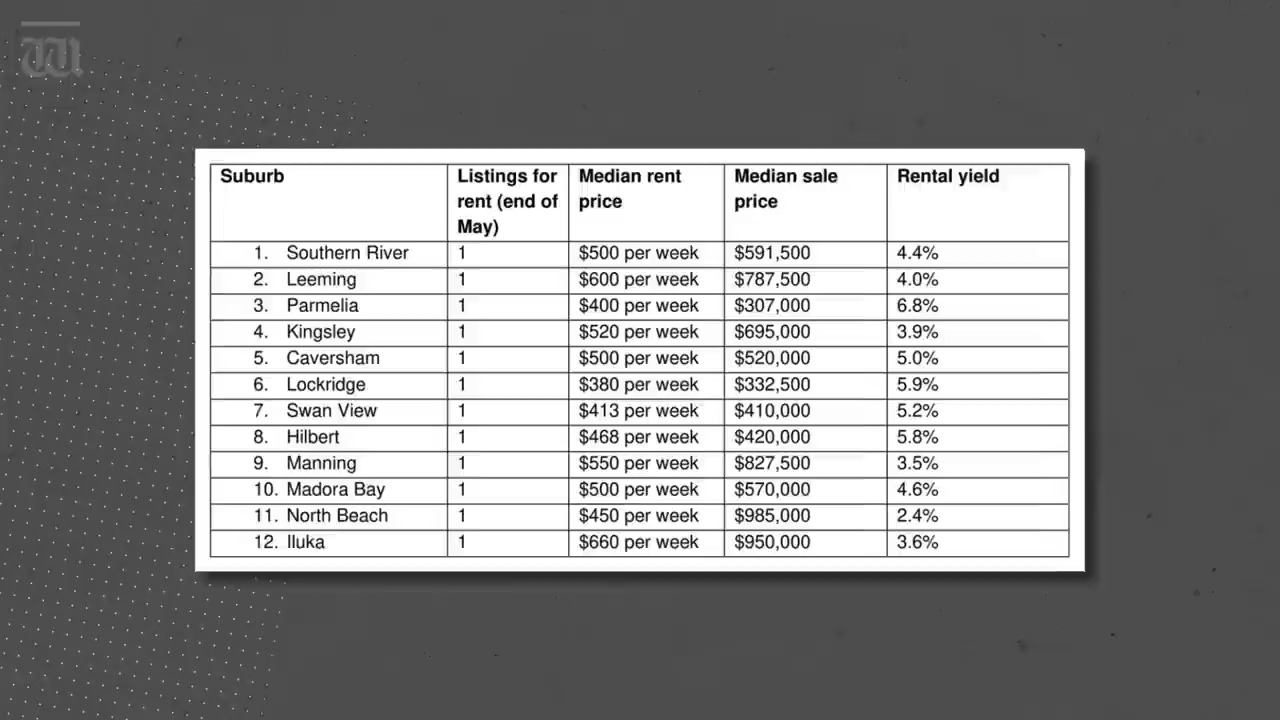 W
Suburb Listings for rent (end of May) Median rent price Median sale price Rental yield
1. Southern River 1 $500 per week $591,500 4.4%
2. Leeming 1 $600 per week $787,500 4.0%
3. Parmelia 1 $400 per week $307,000 6.8%
4. Kingsley 1 $520 per week $695,000 3.9%
5. Caversham 1 $500 per week $520,000 5.0%
6. Lockridge 1 $380 per week $332,500 5.9%
7. Swan View 1 $413 per week $410,000 5.2%
8. Hilbert 1 $468 per week $420,000 5.8%
9. Manning 1 $550 per week $827,500 3.5%
10. Madora Bay 1 $500 per week $570,000 4.6%
11. North Beach 1 $450 per week $985,000 2.4%
12. Iluka 1 $660 per week $950,000 3.6%